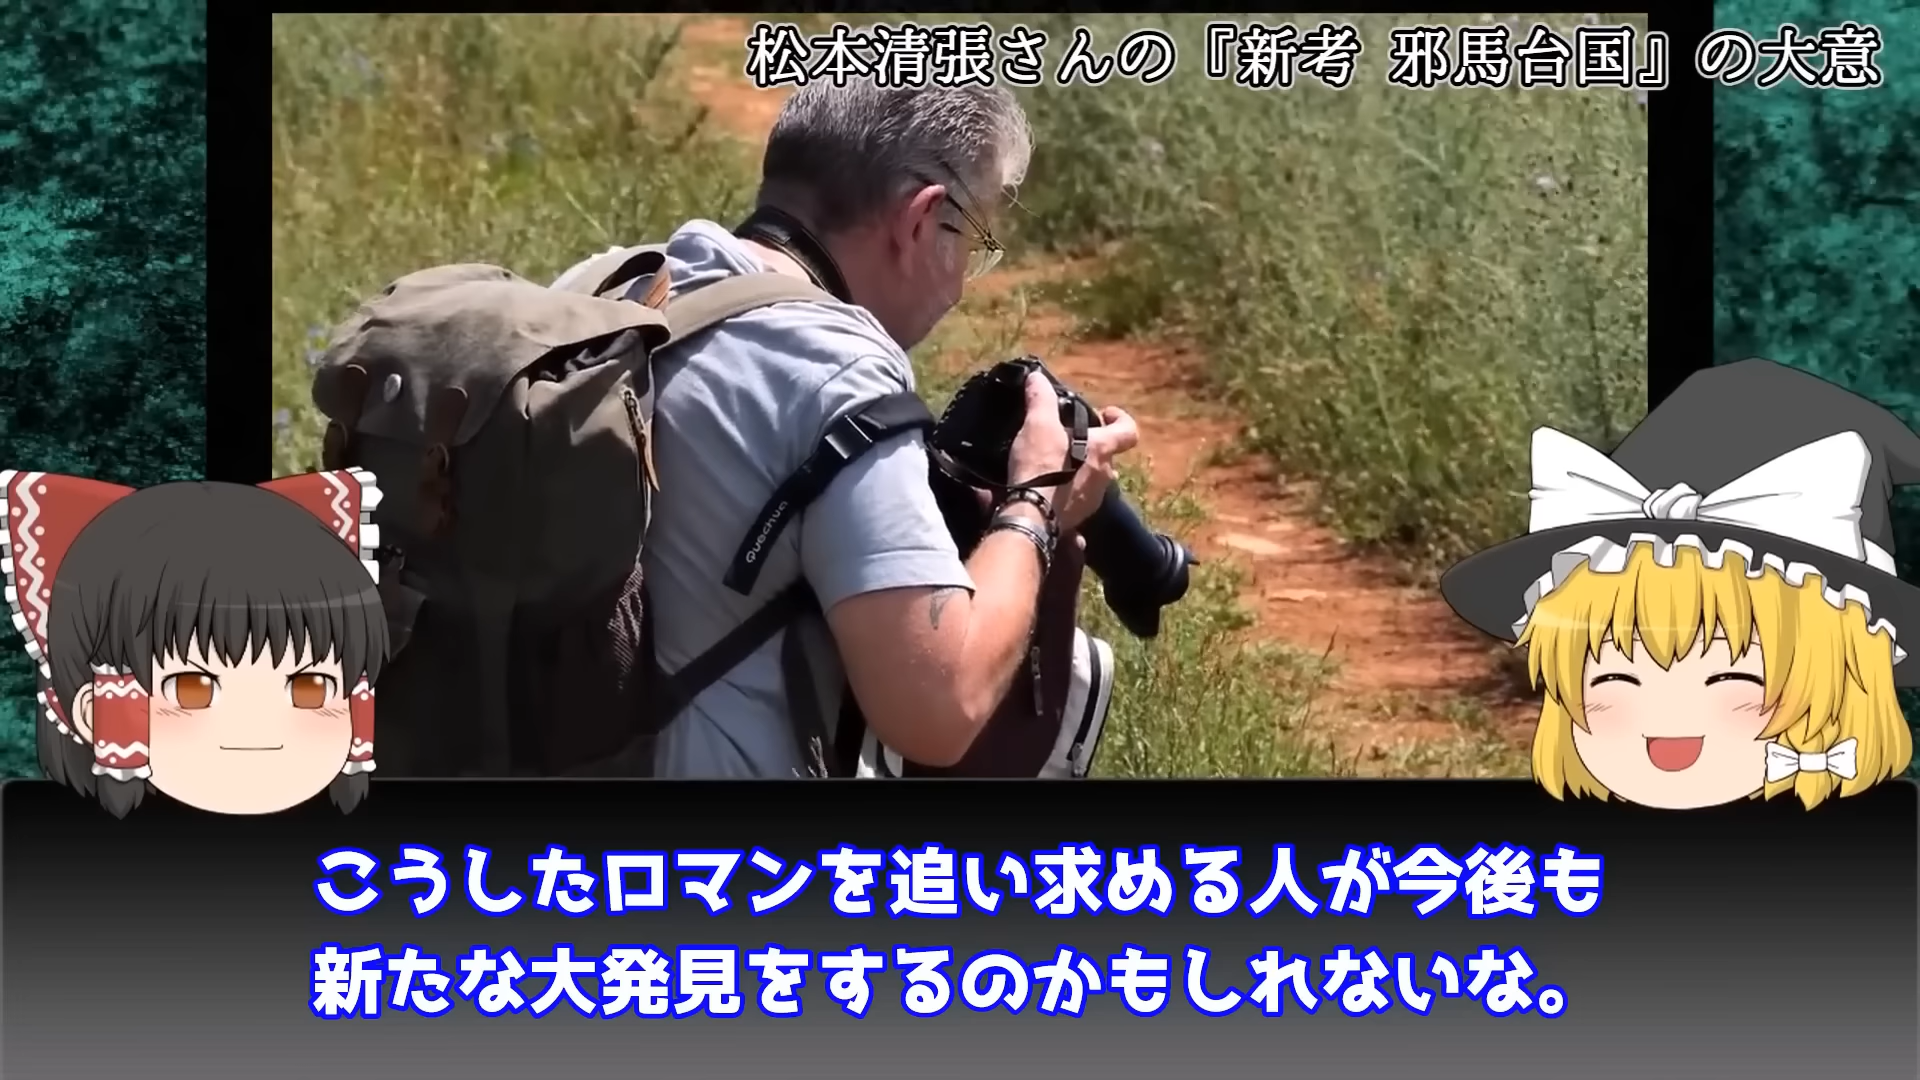 松本清張さんの『新考 邪馬台国』の大意
Quechua
こうしたロマンを追い求める人が今後も
新たな大発見をするのかもしれないな。